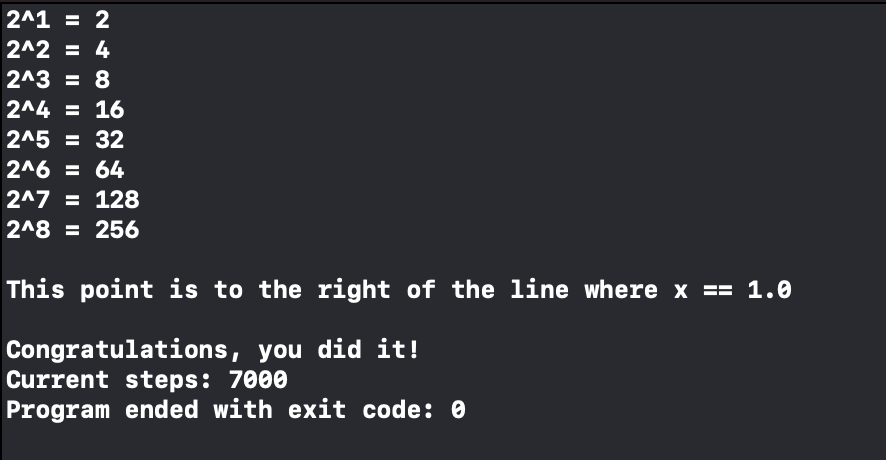 2^1 = 2
2^2 = 4
2^3 = 8
2^4 = 16
2^5 = 32
2^6 = 64
2^7 = 128
2^8 = 256
This point is to the right of the line where x == 1.0
Congratulations, you did it!
Current steps: 7000
Program ended with exit code: 0